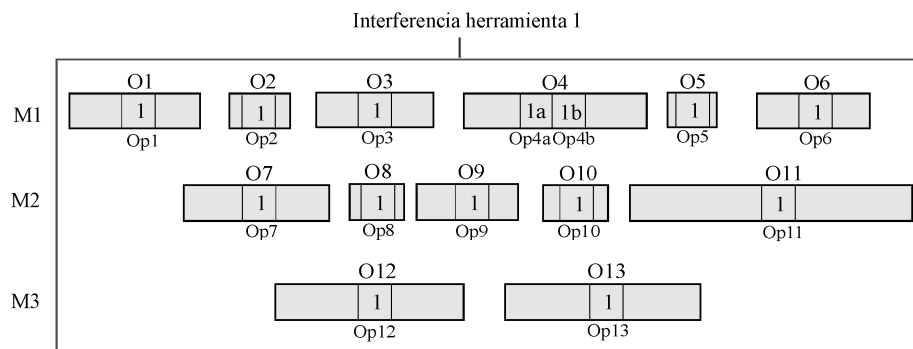 Interferencia herramienta 1
O1 O2 O3 O4 O5 O6
M1 1 1 1 1a 1b 1 1
Op1 Op2 Op3 Op4a Op4b Op5 Op6
O7 O8 O9 O10 O11
M2 1 1 1 1 1
Op7 Op8 Op9 Op10 Op11
O12 O13
M3 1 1
Op12 Op13